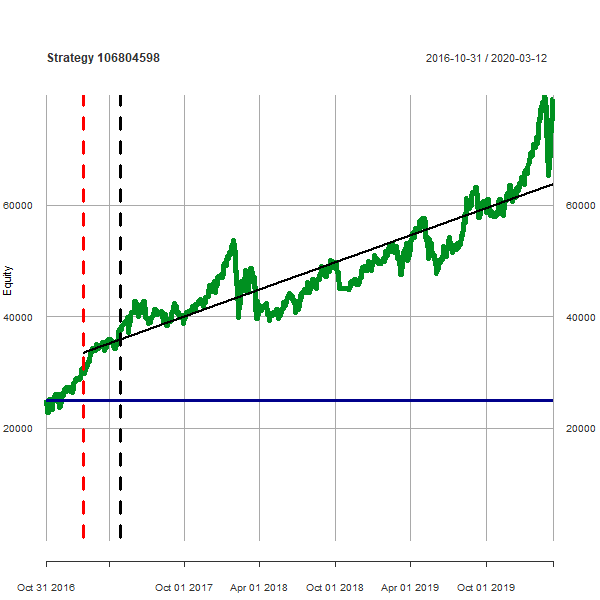 Strategy 106804598
2016-10-31 / 2020-03-12
60000
60000
Equity
40000
40000
20000
20000
Oct 31 2016
Oct 01 2017
Apr 01 2018
Oct 01 2018
Apr 01 2019
Oct 01 2019